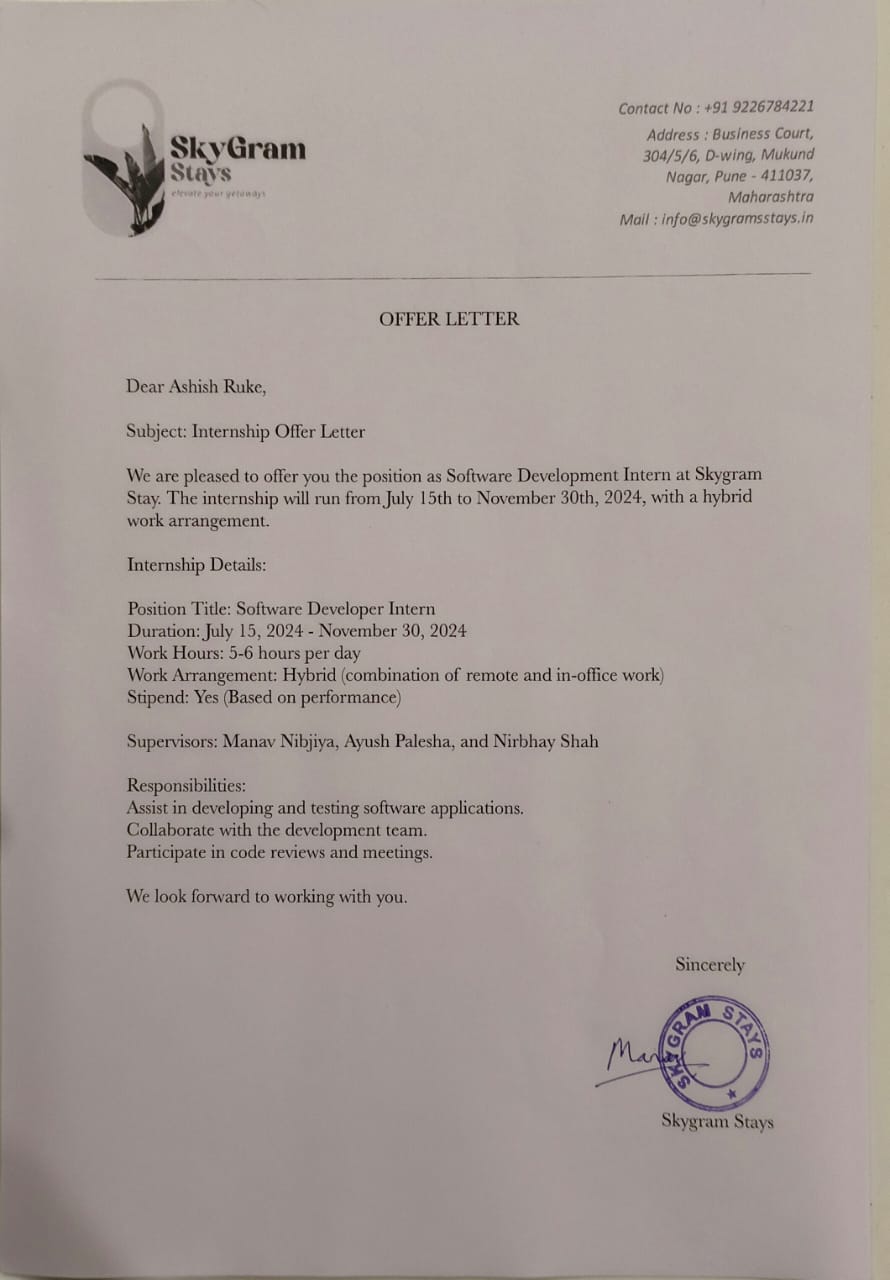 SkyGram
Stays
elevate your getaways
Contact No : +91 9226784221
Address : Business Court,
304/5/6, D-wing, Mukund
Nagar, Pune - 411037,
Maharashtra
Mail : info@skygramsstays.in
OFFER LETTER
Dear Ashish Ruke,
Subject: Internship Offer Letter
We are pleased to offer you the position as Software Development Intern at Skygram
Stay. The internship will run from July 15th to November 30th, 2024, with a hybrid
work arrangement.
Internship Details:
Position Title: Software Developer Intern
Duration: July 15, 2024 - November 30, 2024
Work Hours: 5-6 hours per day
Work Arrangement: Hybrid (combination of remote and in-office work)
Stipend: Yes (Based on performance)
Supervisors: Manav Nibjiya, Ayush Palesha, and Nirbhay Shah
Responsibilities:
Assist in developing and testing software applications.
Collaborate with the development team.
Participate in code reviews and meetings.
We look forward to working with you.
Sincerely
SKYGRAM STAYS
Skygram Stays